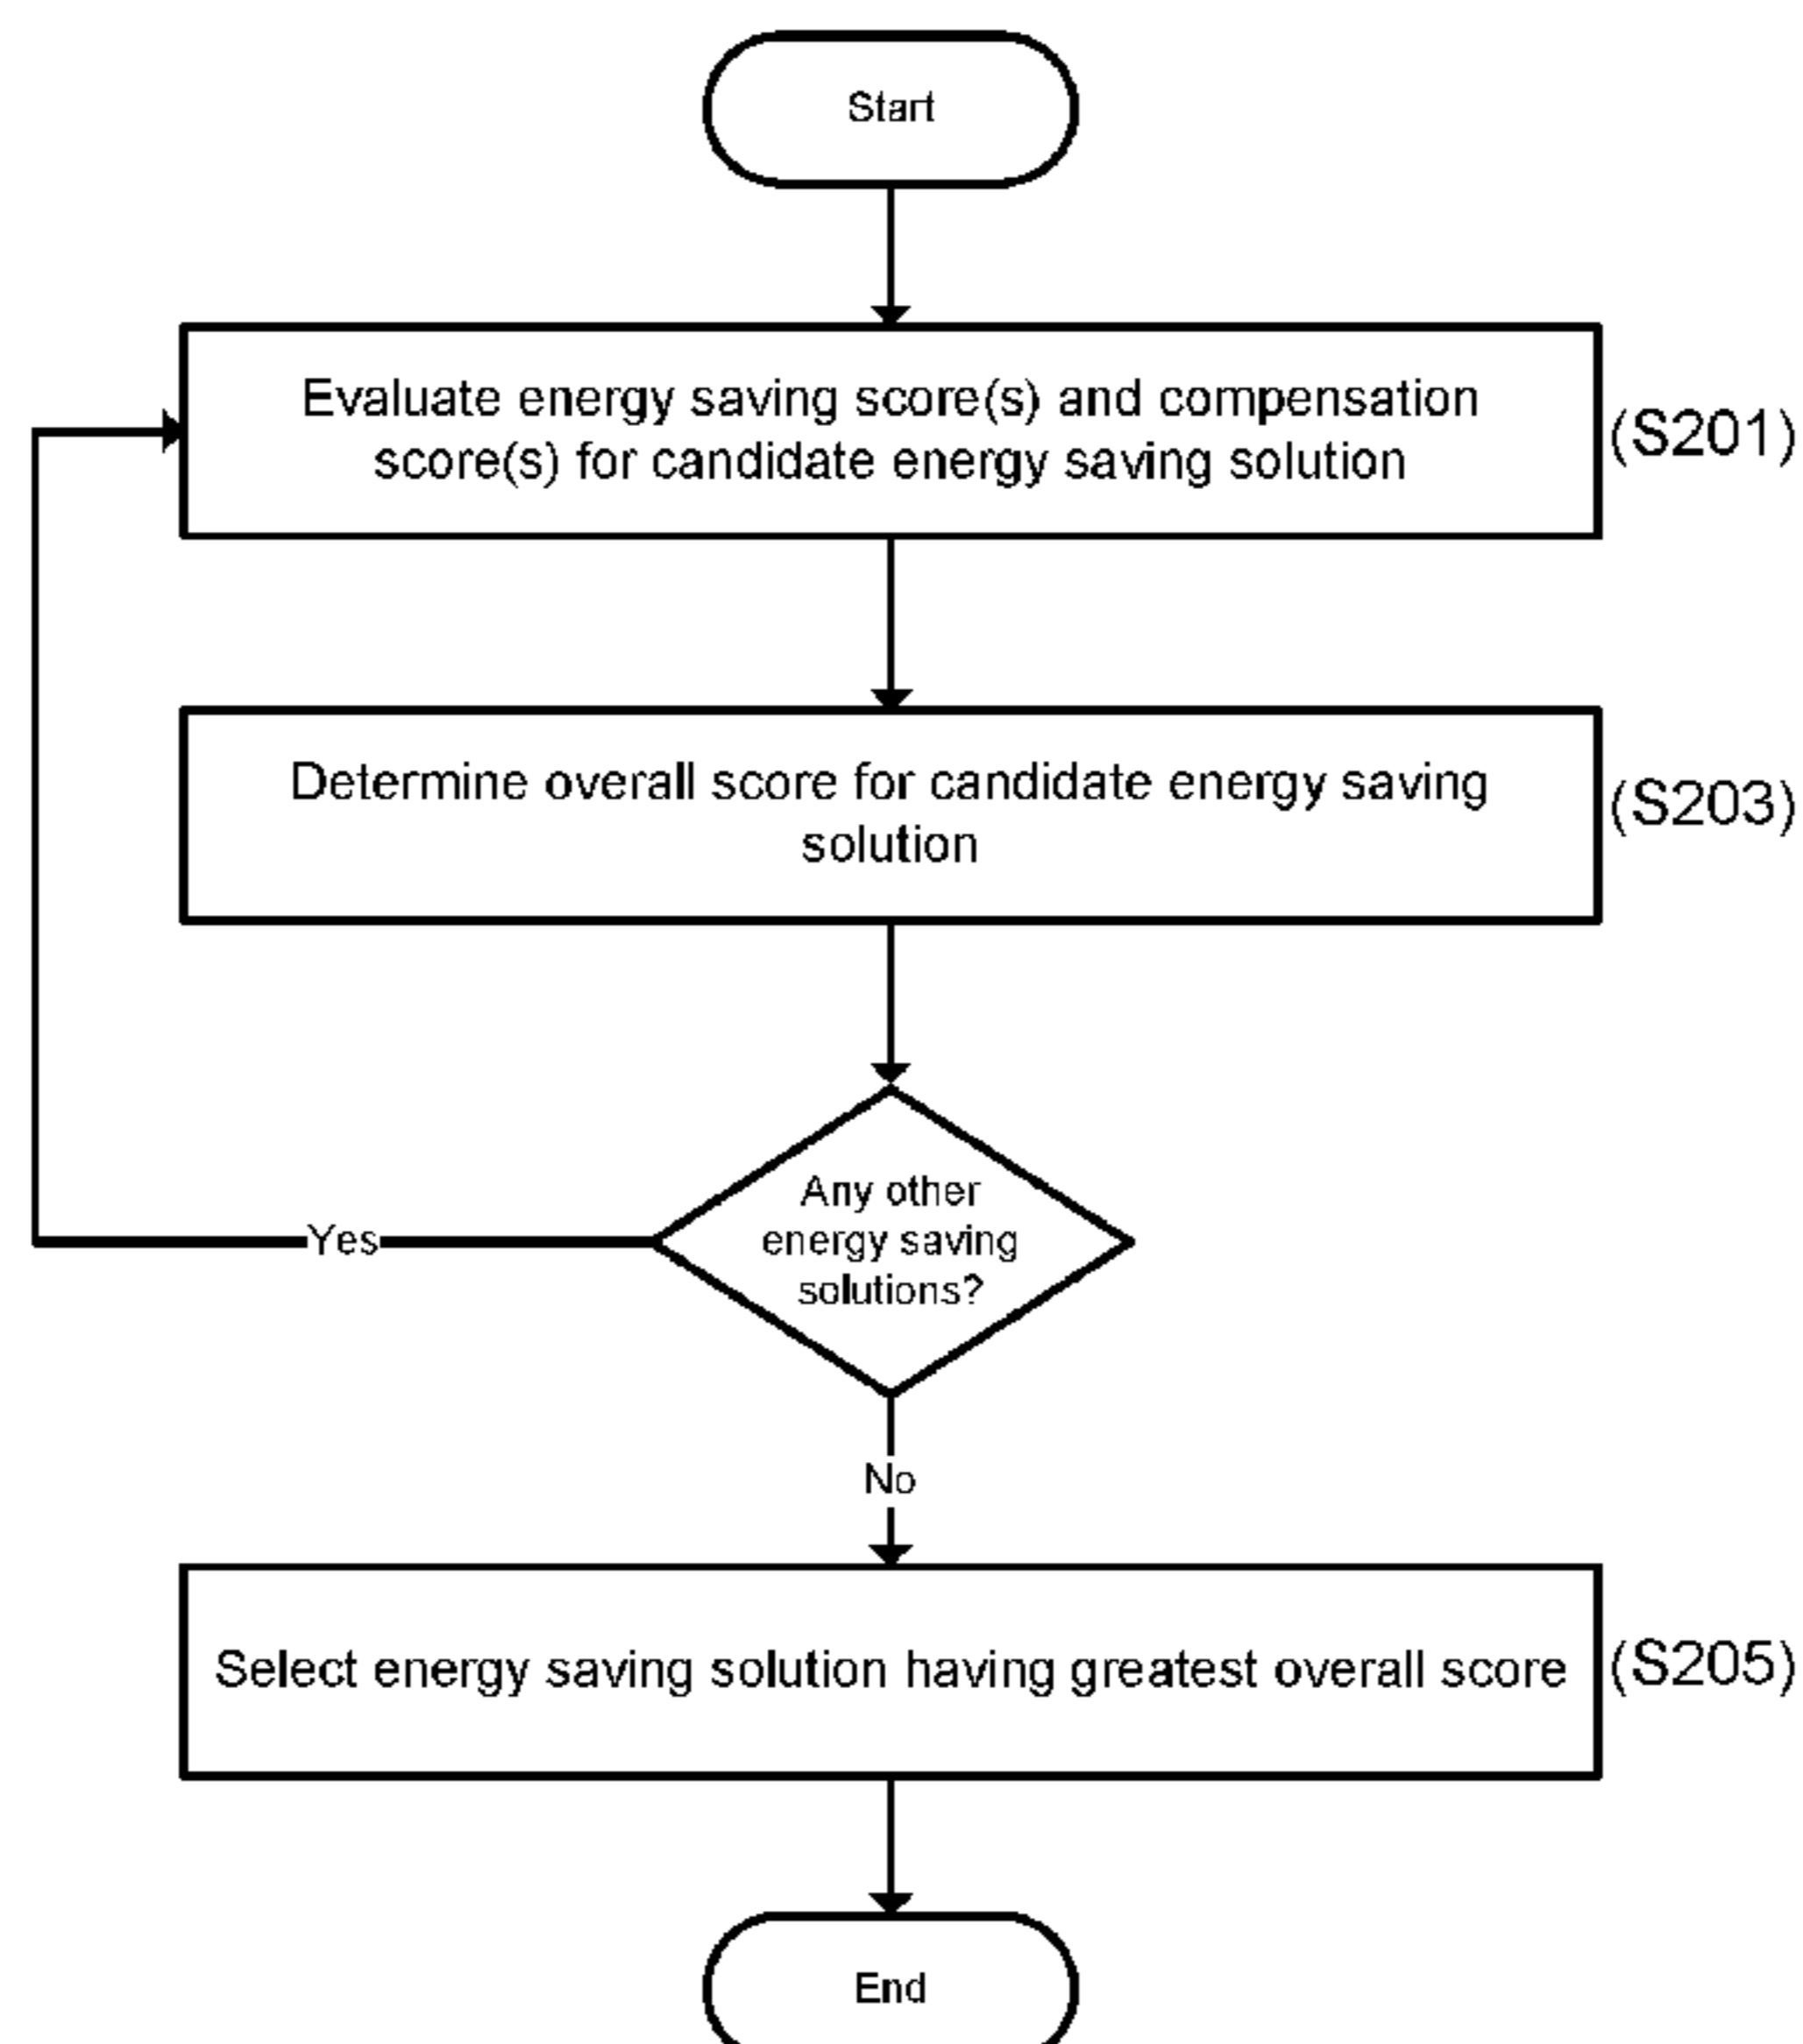 Start
Evaluate energy saving score(s) and compensation
score(s) for candidate energy saving solution
(S201)
Determine overall score for candidate energy saving
solution
(S203)
Any other
energy saving
solutions?
Yes
No
Select energy saving solution having greatest overall score
(S205)
End